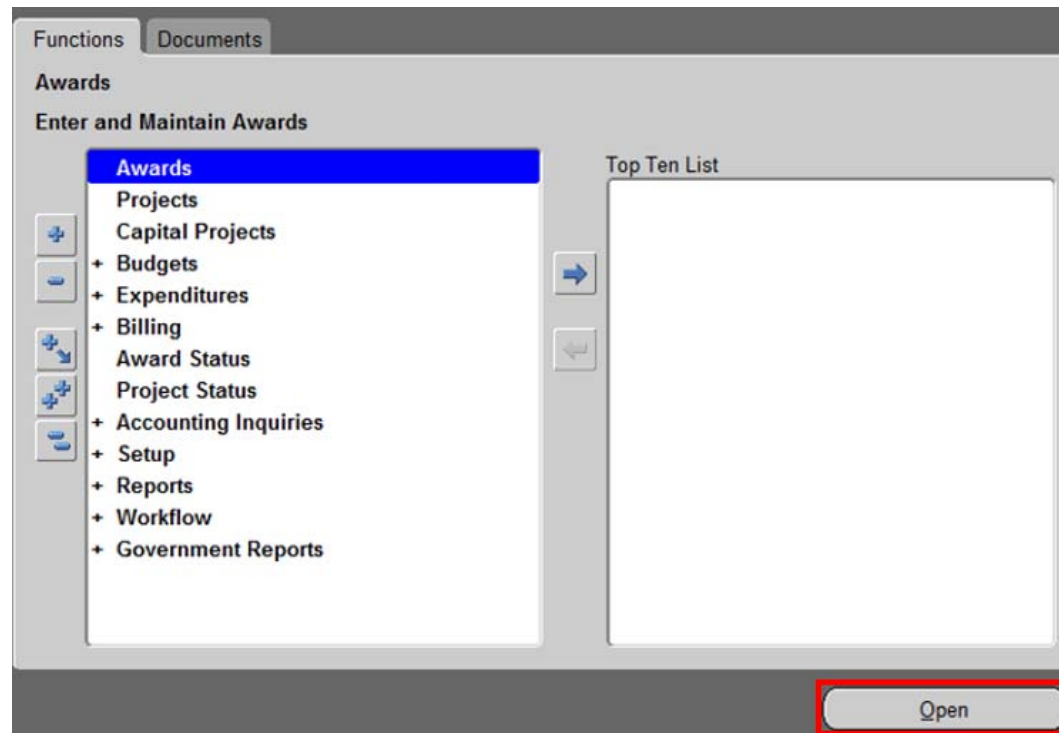 Functions Documents
Awards
Enter and Maintain Awards
Awards
Projects
Capital Projects
+ Budgets
+ Expenditures
+ Billing
Award Status
Project Status
+ Accounting Inquiries
+ Setup
+ Reports
+ Workflow
+ Government Reports
Top Ten List
Open